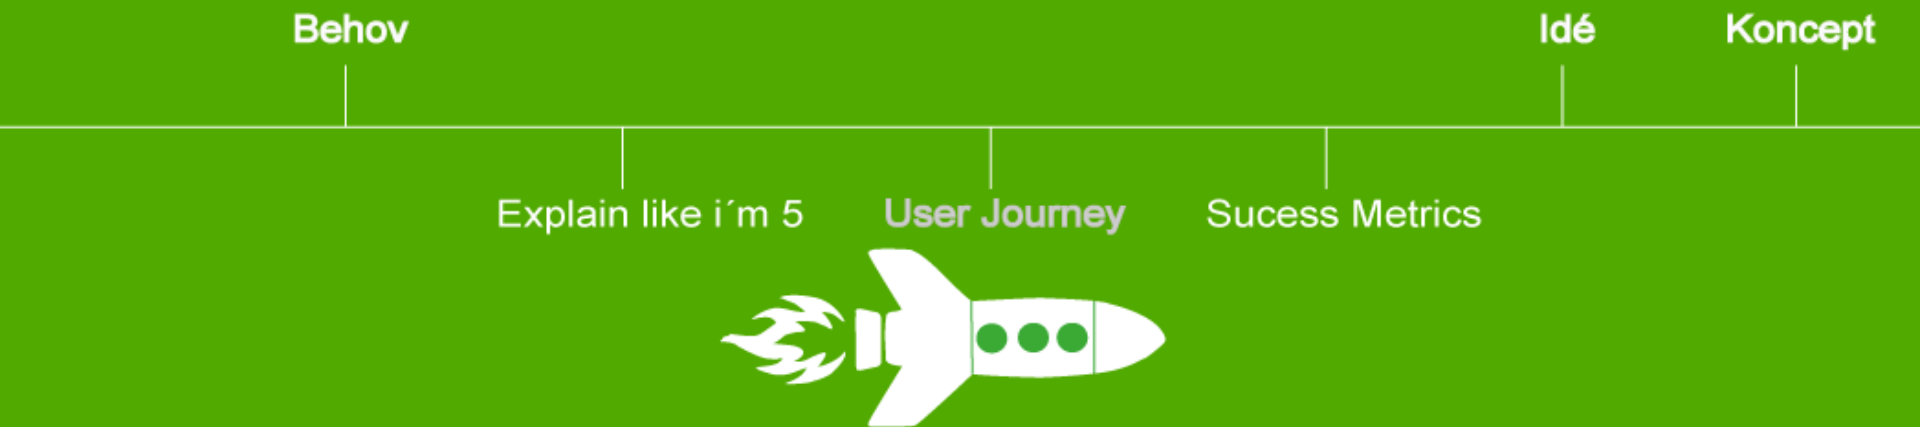 Behov
Idé
Koncept
Explain like i´m 5
User Journey
Sucess Metrics